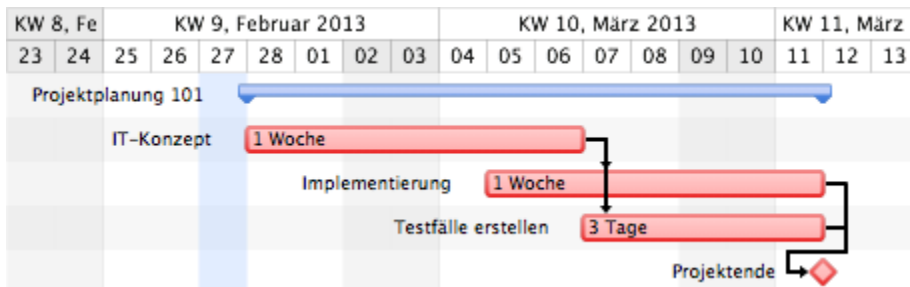 KW 8, Fe KW 9, Februar 2013 KW 10, März 2013 KW 11, März
23 24 25 26 27 28 01 02 03 04 05 06 07 08 09 10 11 12 13
Projektplanung 101
IT-Konzept 1 Woche
Implementierung 1 Woche
Testfälle erstellen 3 Tage
Projektende